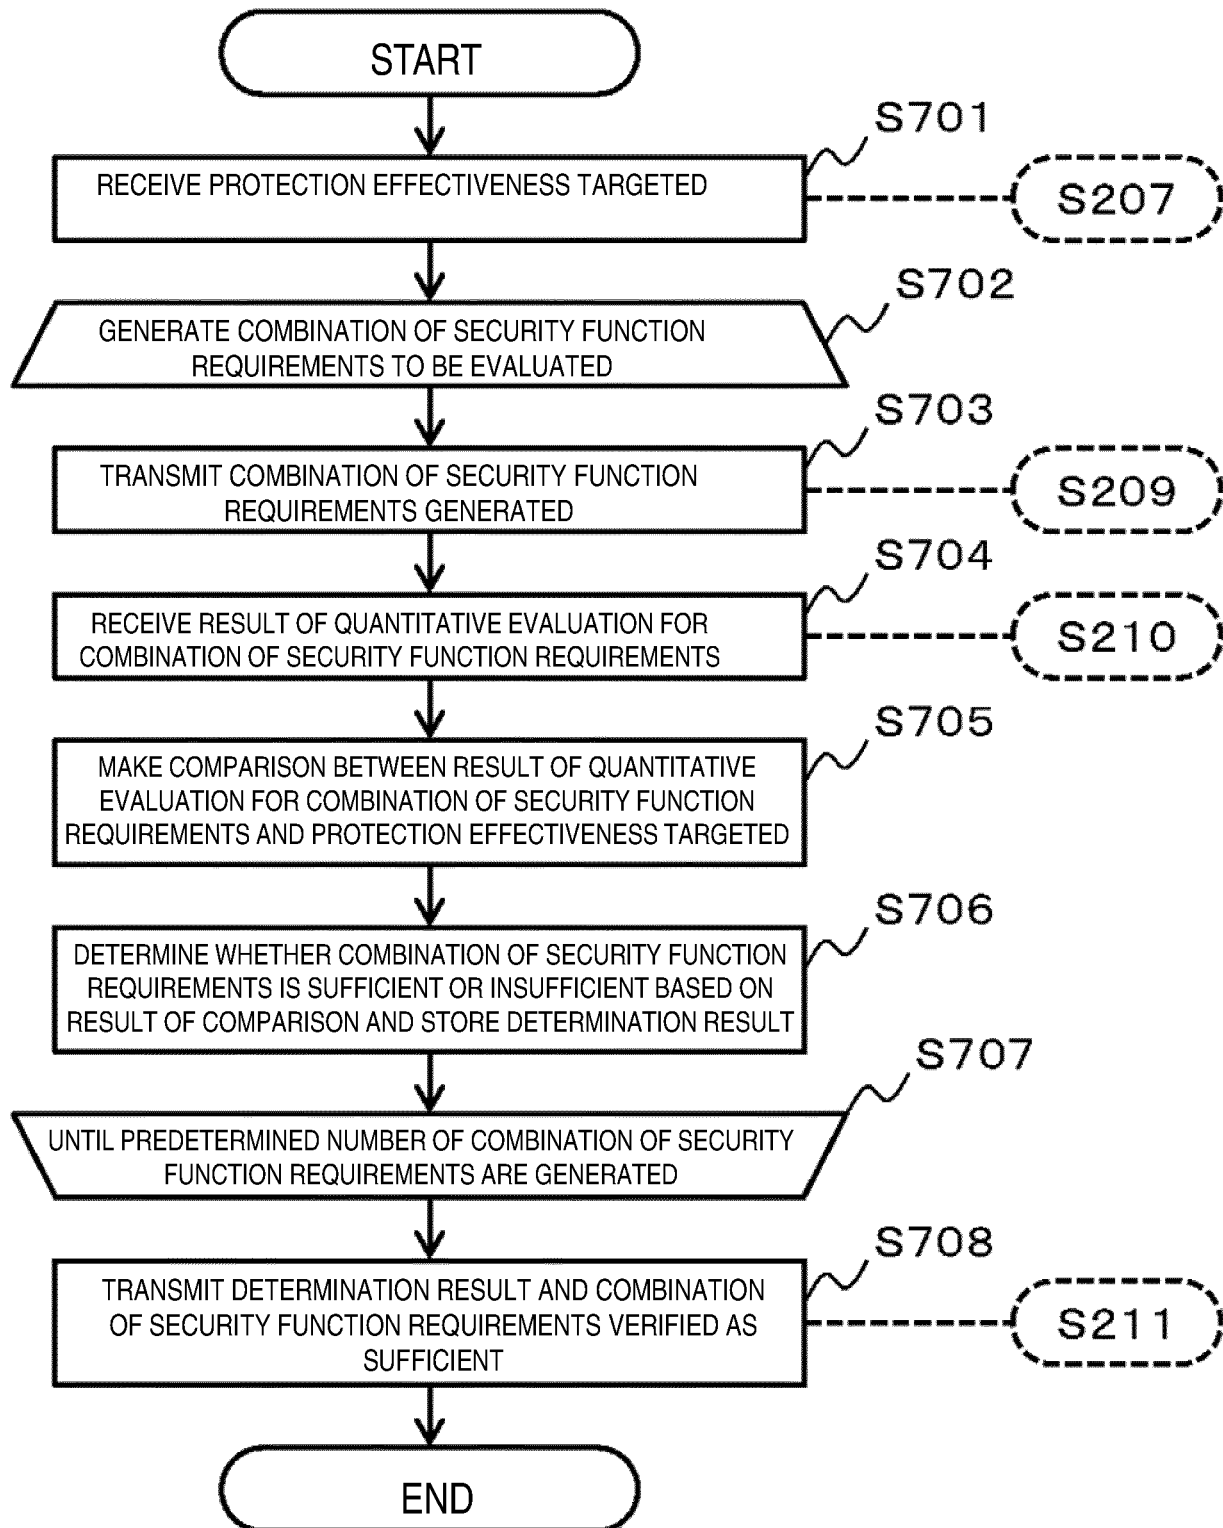 START
S701
RECEIVE PROTECTION EFFECTIVENESS TARGETED
S207
S702
GENERATE COMBINATION OF SECURITY FUNCTION
REQUIREMENTS TO BE EVALUATED
S703
TRANSMIT COMBINATION OF SECURITY FUNCTION
REQUIREMENTS GENERATED
S209
S704
RECEIVE RESULT OF QUANTITATIVE EVALUATION FOR
COMBINATION OF SECURITY FUNCTION REQUIREMENTS
S210
S705
MAKE COMPARISON BETWEEN RESULT OF QUANTITATIVE
EVALUATION FOR COMBINATION OF SECURITY FUNCTION
REQUIREMENTS AND PROTECTION EFFECTIVENESS TARGETED
S706
DETERMINE WHETHER COMBINATION OF SECURITY FUNCTION
REQUIREMENTS IS SUFFICIENT OR INSUFFICIENT BASED ON
RESULT OF COMPARISON AND STORE DETERMINATION RESULT
S707
UNTIL PREDETERMINED NUMBER OF COMBINATION OF SECURITY
FUNCTION REQUIREMENTS ARE GENERATED
S708
TRANSMIT DETERMINATION RESULT AND COMBINATION
OF SECURITY FUNCTION REQUIREMENTS VERIFIED AS
SUFFICIENT
S211
END